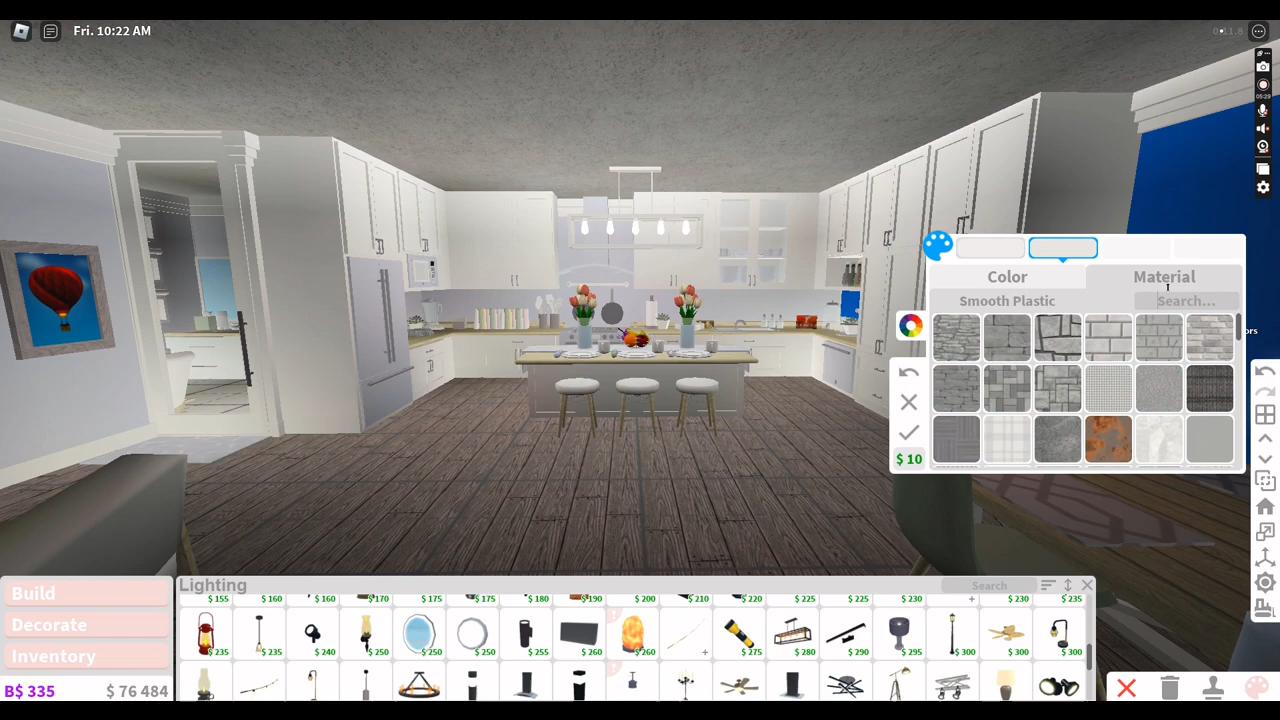 Fri. 10:22 AM
Color
Material
Smooth Plastic
Search...
ors
$ 10
Build
Decorate
Inventory
B$ 335
$ 76 484
Lighting
Search
$ 155
$ 160
$ 160
$170
$ 175
$ 175
$ 180
$190
$ 200
$ 210
$ 220
$ 225
$ 225
$ 230
+
$ 230
$ 235
$ 235
$ 235
$ 240
$ 250
$ 250
$ 250
$ 255
$ 260
$ 260
+
$ 275
$ 280
$ 290
$ 295
$ 300
$ 300
$ 300